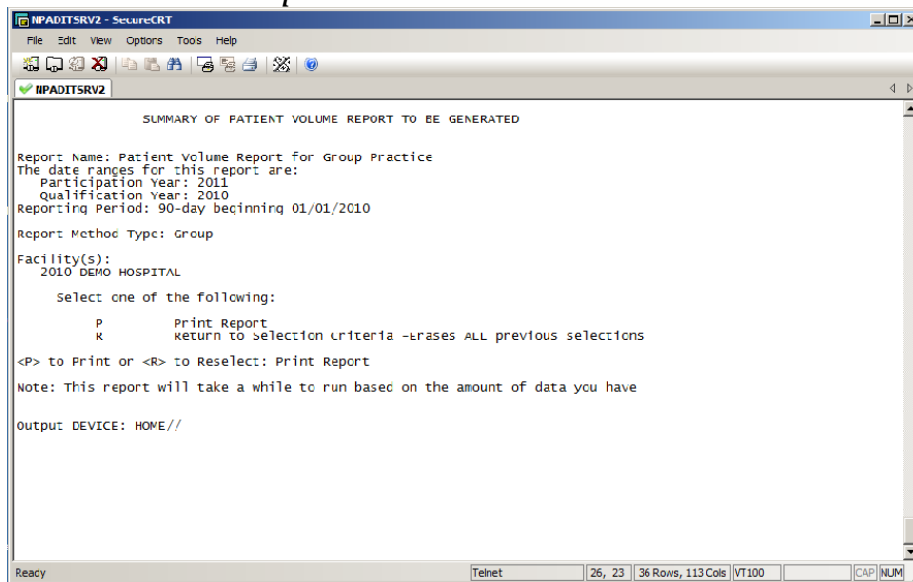 NPADITSRV2 - SecureCRT
File Edit View Options Tools Help
NPADITSRV2
SUMMARY OF PATIENT VOLUME REPORT TO BE GENERATED
Report Name: Patient Volume Report for Group Practice
The date ranges for this report are:
Participation Year: 2011
Qualification Year: 2010
Reporting Period: 90-day beginning 01/01/2010
Report Method Type: Group
Facility(s):
2010 DEMO HOSPITAL
Select one of the following:
P Print Report
R Return to Selection Criteria -Erases ALL previous selections
<P> to Print or <R> to Reselect: Print Report
Note: This report will take a while to run based on the amount of data you have
Output DEVICE: HOME//
Ready Telnet 26, 23 36 Rows, 113 Cols VT100 CAP NUM